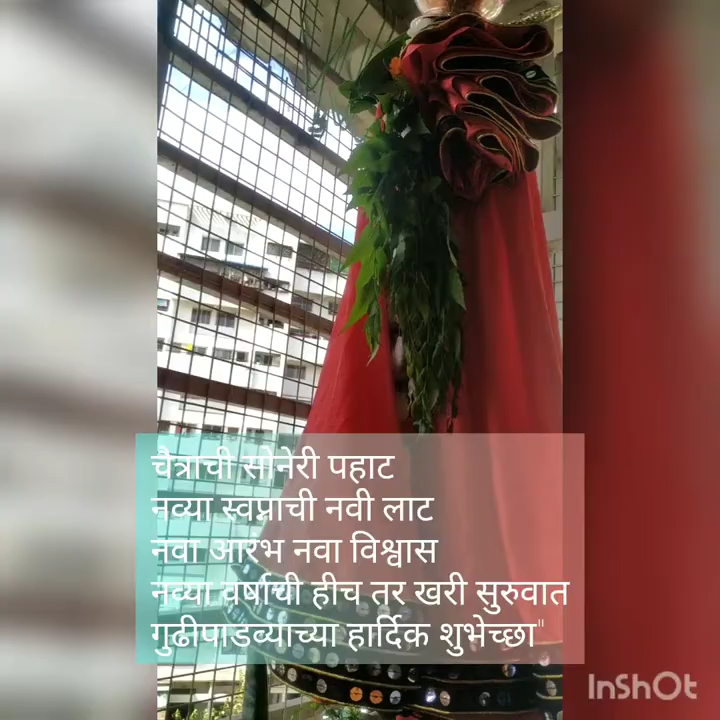 चैत्राची सोनेरी पहाट
नव्या स्वप्नाची नवी लाट
नवा आरंभ नवा विश्वास
नव्या वर्षाची हीच तर खरी सुरुवात
गुढीपाडव्याच्या हार्दिक शुभेच्छा"
InShOt